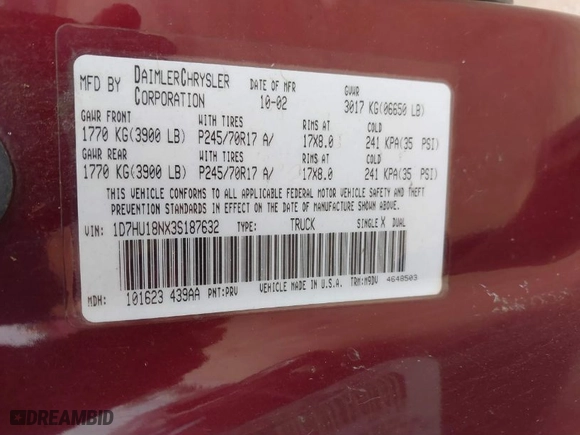 MFD BY DAIMLERCHRYSLER CORPORATION DATE OF MFR 10-02 GVWR 3017 KG(06650 LB)
GAWR FRONT WITH TIRES RIMS AT COLD
1770 KG(3900 LB) P245/70R17 A/ 17X8.0 241 KPA(35 PSI)
GAWR REAR WITH TIRES RIMS AT COLD
1770 KG(3900 LB) P245/70R17 A/ 17X8.0 241 KPA(35 PSI)
THIS VEHICLE CONFORMS TO ALL APPLICABLE FEDERAL MOTOR VEHICLE SAFETY AND THEFT
PREVENTION STANDARDS IN EFFECT ON THE DATE OF MANUFACTURE SHOWN ABOVE.
VIN: 1D7HU18NX3S187632 TYPE: TRUCK SINGLE X DUAL
MDH: 101623 439AA PNT:PRV VEHICLE MADE IN U.S.A. TRM:M9DV 4648503
DREAMBID